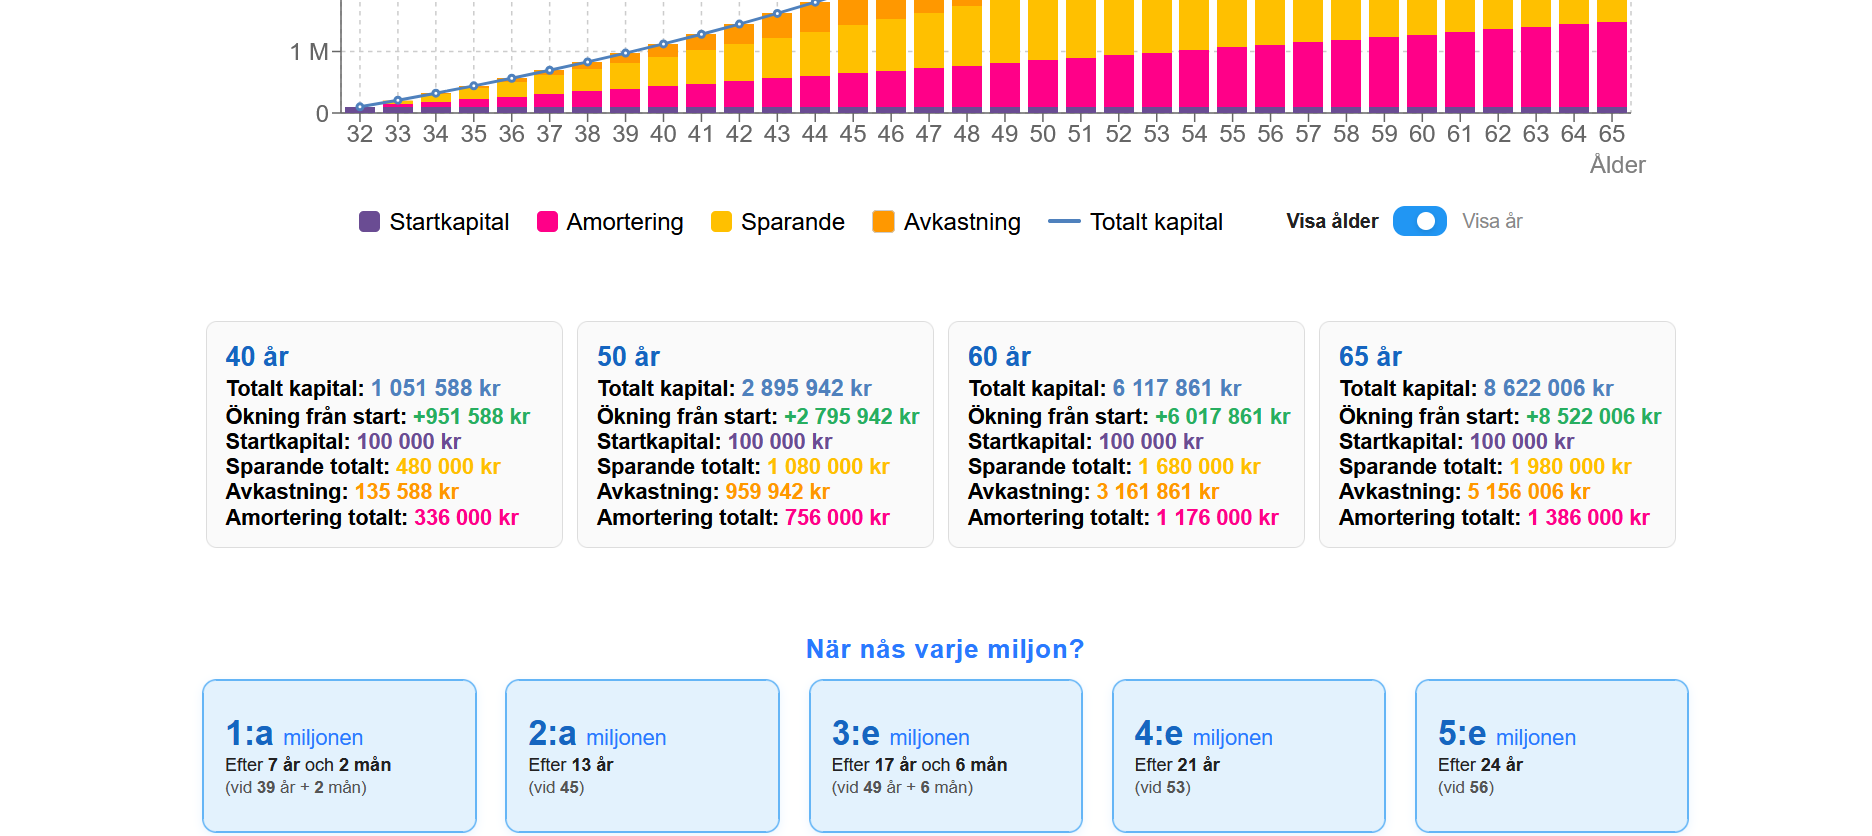 1 M
0
32 33 34 35 36 37 38 39 40 41 42 43 44 45 46 47 48 49 50 51 52 53 54 55 56 57 58 59 60 61 62 63 64 65
Ålder
Startkapital Amortering Sparande Avkastning Totalt kapital Visa ålder Visa år
40 år
Totalt kapital: 1 051 588 kr
Ökning från start: +951 588 kr
Startkapital: 100 000 kr
Sparande totalt: 480 000 kr
Avkastning: 135 588 kr
Amortering totalt: 336 000 kr
50 år
Totalt kapital: 2 895 942 kr
Ökning från start: +2 795 942 kr
Startkapital: 100 000 kr
Sparande totalt: 1 080 000 kr
Avkastning: 959 942 kr
Amortering totalt: 756 000 kr
60 år
Totalt kapital: 6 117 861 kr
Ökning från start: +6 017 861 kr
Startkapital: 100 000 kr
Sparande totalt: 1 680 000 kr
Avkastning: 3 161 861 kr
Amortering totalt: 1 176 000 kr
65 år
Totalt kapital: 8 622 006 kr
Ökning från start: +8 522 006 kr
Startkapital: 100 000 kr
Sparande totalt: 1 980 000 kr
Avkastning: 5 156 006 kr
Amortering totalt: 1 386 000 kr
När nås varje miljon?
1:a miljonen
Efter 7 år och 2 mån
(vid 39 år + 2 mån)
2:a miljonen
Efter 13 år
(vid 45)
3:e miljonen
Efter 17 år och 6 mån
(vid 49 år + 6 mån)
4:e miljonen
Efter 21 år
(vid 53)
5:e miljonen
Efter 24 år
(vid 56)